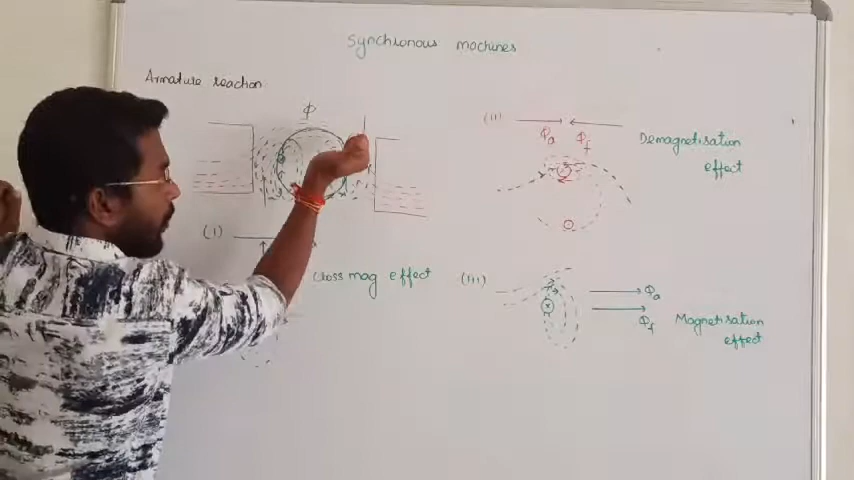 Synchronous machines
Armature reaction
ϕ
(i)
Cross mag effect
(ii)
ϕa ϕf
Demagnetisation
effect
(iii)
ϕa
ϕf
Magnetisation
effect